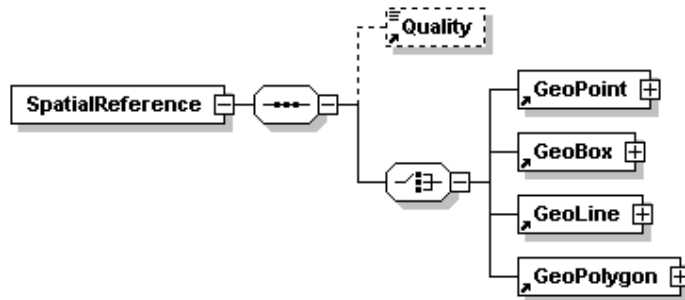 Quality
SpatialReference
GeoPoint
GeoBox
GeoLine
GeoPolygon